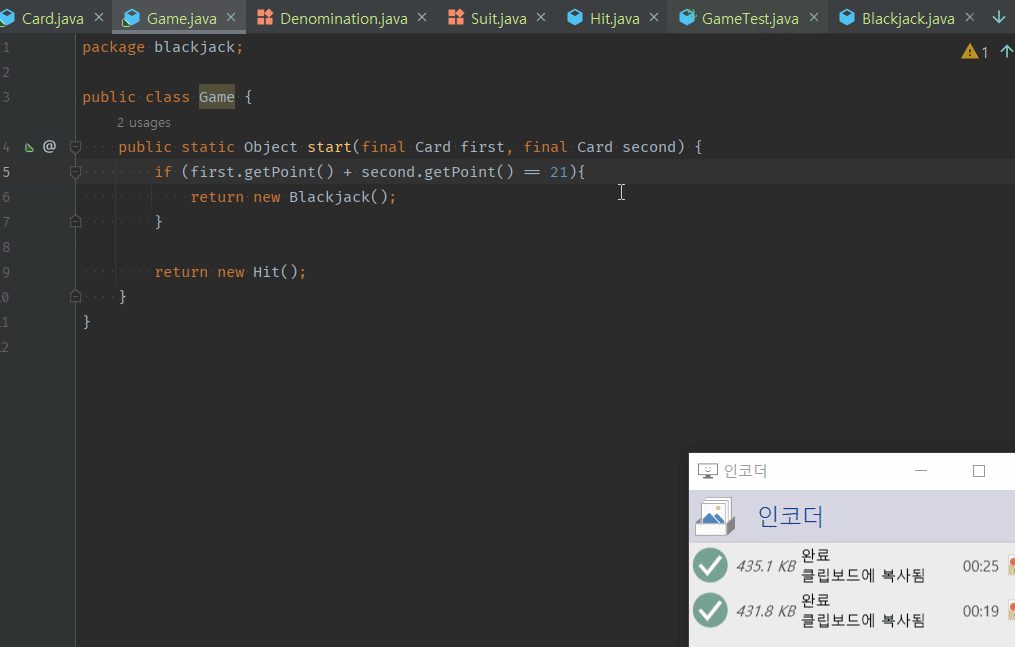 Card.java Game.java Denomination.java Suit.java Hit.java GameTest.java Blackjack.java
1 package blackjack;
1
2
3 public class Game {
2 usages
4 @ public static Object start(final Card first, final Card second) {
5 if (first.getPoint() + second.getPoint() == 21){
6 return new Blackjack();
7 }
8
9 return new Hit();
10 }
11 }
12
인코더
인코더
435.1 KB 완료 클립보드에 복사됨 00:25
431.8 KB 완료 클립보드에 복사됨 00:19